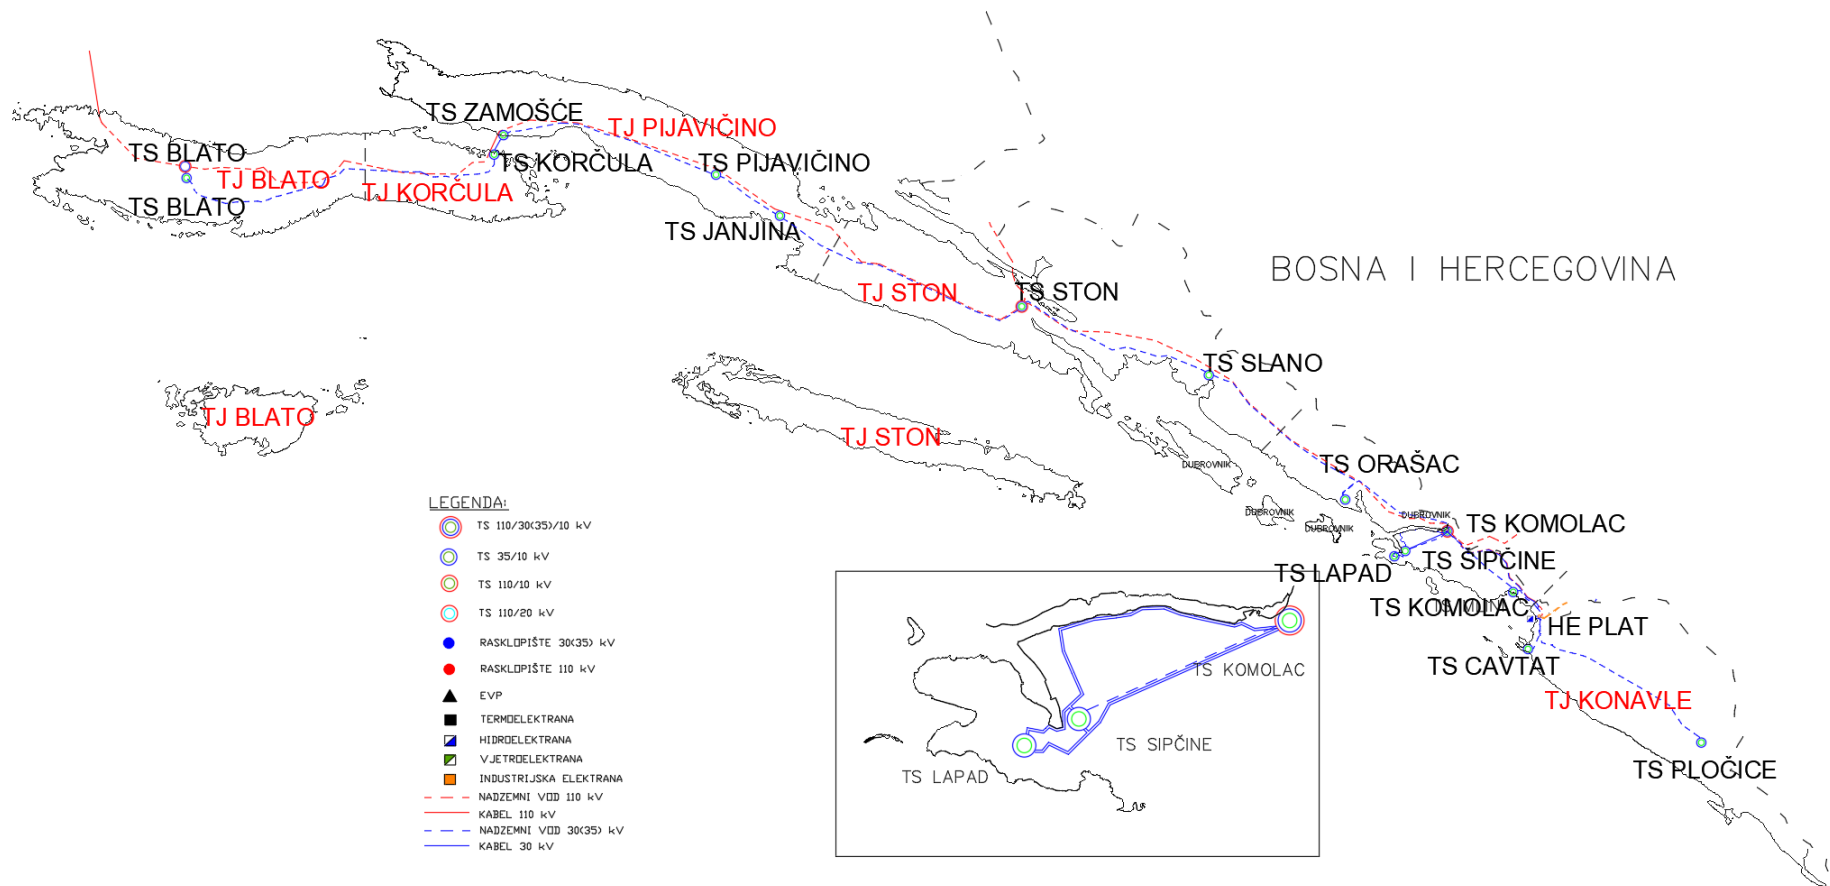 TS ZAMOŠĆE
TJ PIJAVIČINO
TS BLATO
TS KORČULA
TS PIJAVIČINO
TJ BLATO
TJ KORČULA
TS BLATO
TS JANJINA
BOSNA I HERCEGOVINA
TJ STON
TS STON
TS SLANO
TJ BLATO
TJ STON
DUBROVNIK
TS ORAŠAC
DUBROVNIK
DUBROVNIK
DUBROVNIK
TS KOMOLAC
TS SIPČINE
TS LAPAD
TS KOMOLAC
HE PLAT
TS CAVTAT
TJ KONAVLE
TS PLOČICE
LEGENDA:
TS 110/30(35)/10 kV
TS 35/10 kV
TS 110/10 kV
TS 110/20 kV
RASKLOPIŠTE 30(35) kV
RASKLOPIŠTE 110 kV
EVP
TERMOELEKTRANA
HIDROELEKTRANA
VJETROELEKTRANA
INDUSTRIJSKA ELEKTRANA
NADZEMNI VOD 110 kV
KABEL 110 kV
NADZEMNI VOD 30(35) kV
KABEL 30 kV
TS KOMOLAC
TS SIPČINE
TS LAPAD